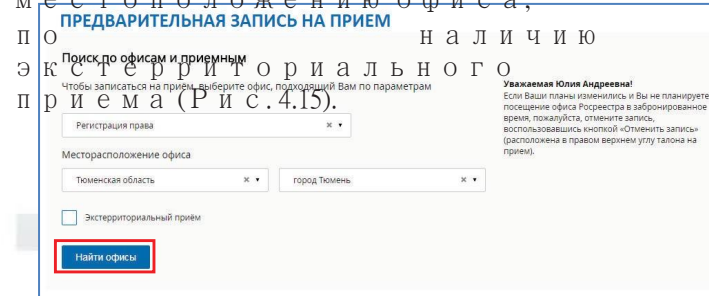 местоположению офиса,
ПРЕДВАРИТЕЛЬНАЯ ЗАПИСЬ НА ПРИЕМ
по наличию
Поиск по офисам и приемным
экстерриториального
Чтобы записаться на приём, выберите офис, подходящий Вам по параметрам
приема (Рис.4.15).
Уважаемая Юлия Андреевна!
Если Ваши планы изменились и Вы не планируете
посещение офиса Росреестра в забронированное
время, пожалуйста, отмените запись,
воспользовавшись кнопкой «Отменить запись»
(расположена в правом верхнем углу талона на
прием).
Регистрация права
Месторасположение офиса
Тюменская область
город Тюмень
Экстерриториальный приём
Найти офисы